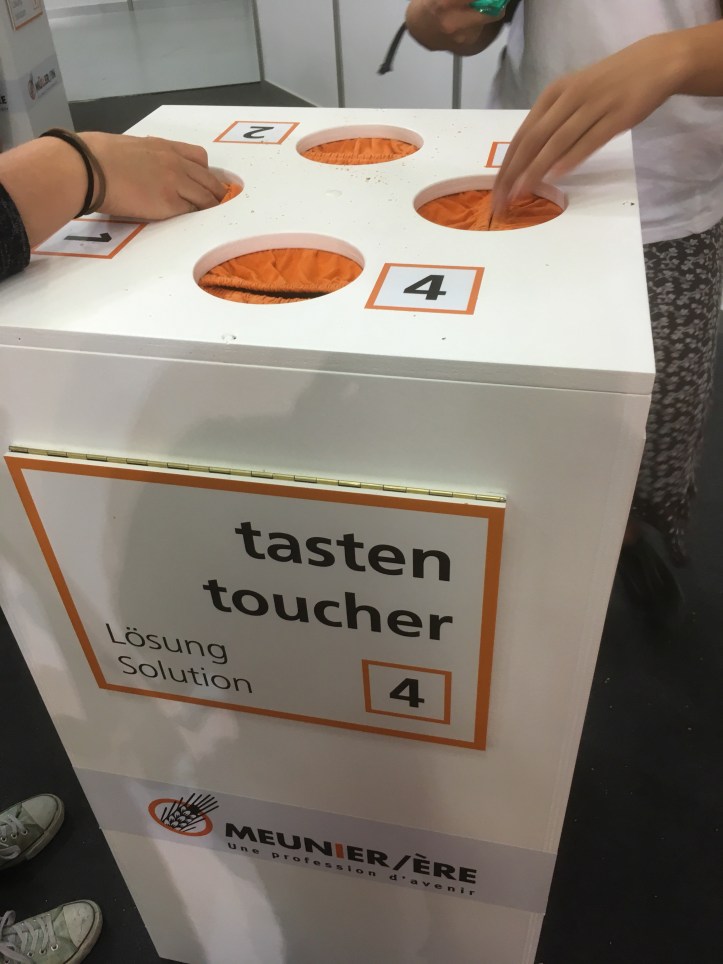 2
1
4
tasten
toucher
Lösung
Solution
4
MEUNIER/ÈRE
Une profession d'avenir